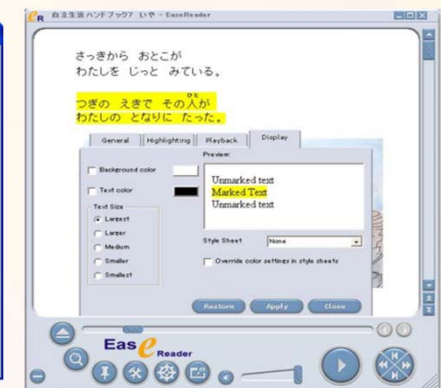 eR 自立生活ハンドブック7 いや - EaseReader
さっきから おとこが
わたしを じっと みている。
つぎの えきで その人が
ひと
わたしの となりに たった。
General Highlighting Playback Display
Preview:
Background color
Text color
Unmarked text
Marked Text
Unmarked text
Text Size
Largest
Larger
Medium
Smaller
Smallest
Style Sheet None
Override color settings in style sheets
Restore Apply Close
Ease Reader